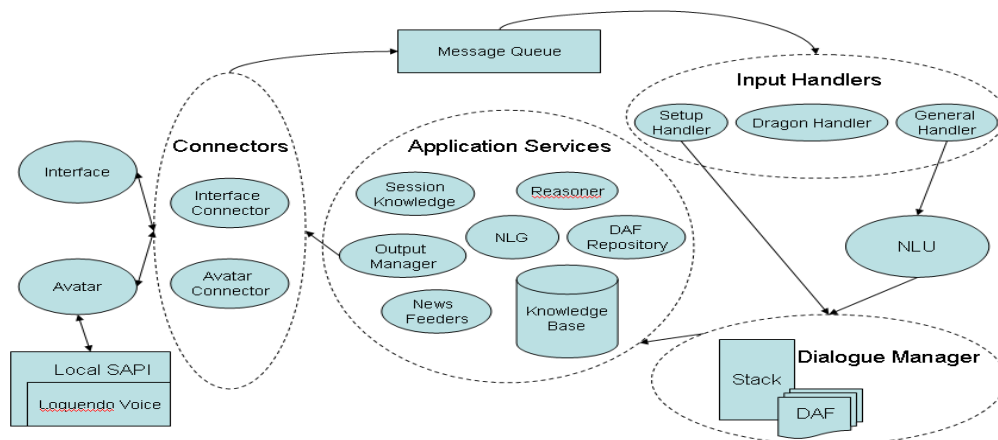 Message Queue
Input Handlers
Setup
Handler
Dragon Handler
General
Handler
Connectors
Application Services
Interface
Interface
Connector
Session
Knowledge
Reasoner
NLG
DAF
Repository
NLU
Output
Manager
Avatar
Avatar
Connector
News
Feeders
Knowledge
Base
Local SAPI
Loquendo Voice
Dialogue Manager
Stack
DAF